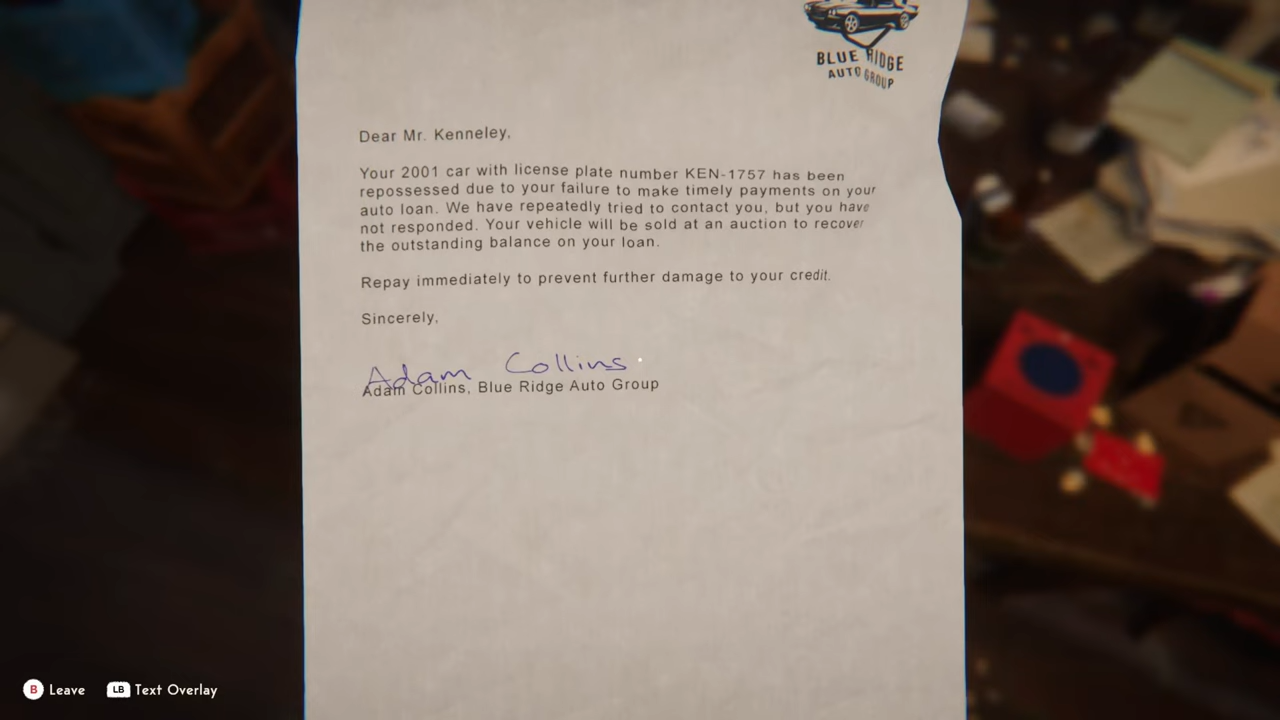 BLUE RIDGE
AUTO GROUP
Dear Mr. Kenneley,
Your 2001 car with license plate number KEN-1757 has been
repossessed due to your failure to make timely payments on your
auto loan. We have repeatedly tried to contact you, but you have
not responded. Your vehicle will be sold at an auction to recover
the outstanding balance on your loan.
Repay immediately to prevent further damage to your credit.
Sincerely,
Adam Collins
Adam Collins, Blue Ridge Auto Group
B Leave LB Text Overlay